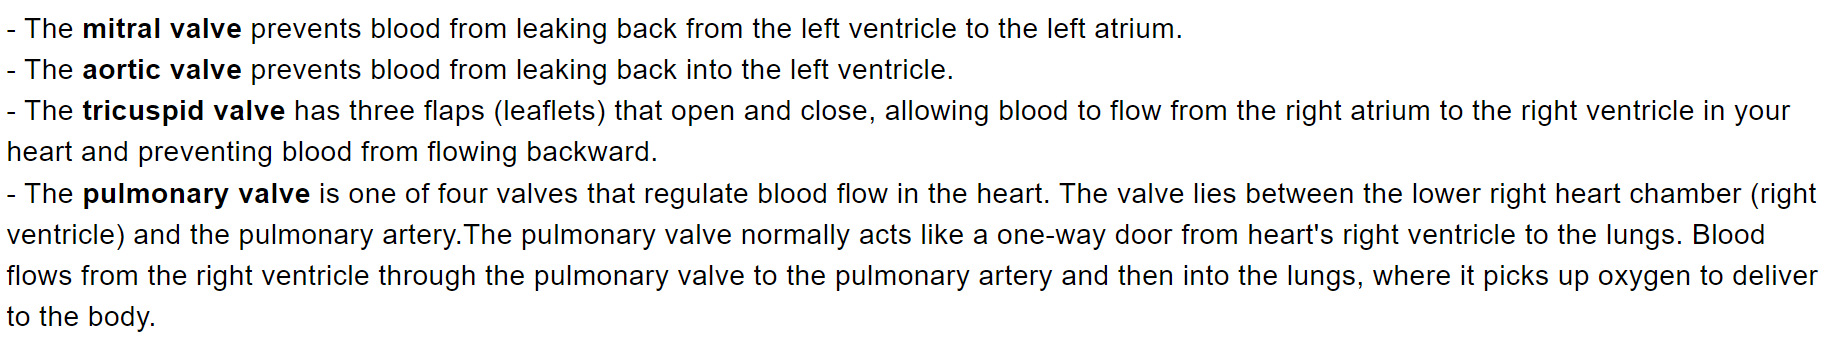 - The mitral valve prevents blood from leaking back from the left ventricle to the left atrium.
- The aortic valve prevents blood from leaking back into the left ventricle.
- The tricuspid valve has three flaps (leaflets) that open and close, allowing blood to flow from the right atrium to the right ventricle in your
heart and preventing blood from flowing backward.
- The pulmonary valve is one of four valves that regulate blood flow in the heart. The valve lies between the lower right heart chamber (right
ventricle) and the pulmonary artery.The pulmonary valve normally acts like a one-way door from heart's right ventricle to the lungs. Blood
flows from the right ventricle through the pulmonary valve to the pulmonary artery and then into the lungs, where it picks up oxygen to deliver
to the body.